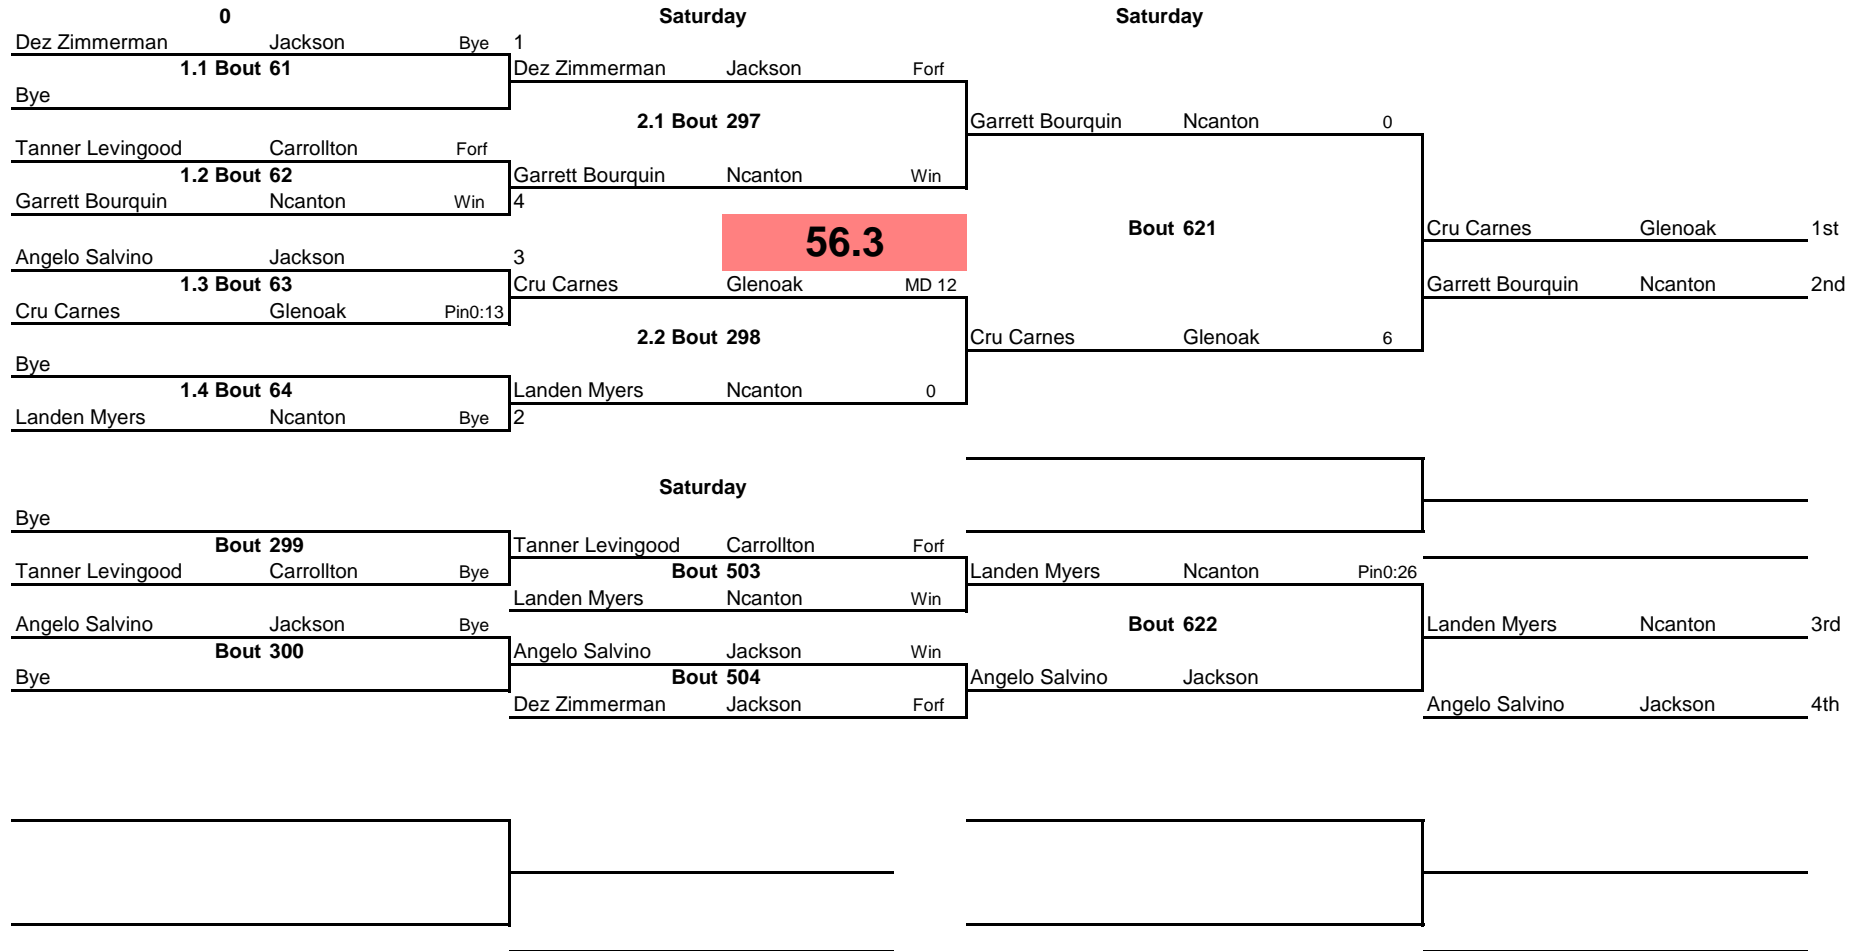 0 Saturday Saturday
Dez Zimmerman Jackson Bye 1
1.1 Bout 61 Dez Zimmerman Jackson Forf
Bye
2.1 Bout 297 Garrett Bourquin Ncanton 0
Tanner Levingood Carrollton Forf
1.2 Bout 62 Garrett Bourquin Ncanton Win
Garrett Bourquin Ncanton Win 4
56.3 Bout 621 Cru Carnes Glenoak 1st
Angelo Salvino Jackson 3
1.3 Bout 63 Cru Carnes Glenoak MD 12 Garrett Bourquin Ncanton 2nd
Cru Carnes Glenoak Pin0:13
2.2 Bout 298 Cru Carnes Glenoak 6
Bye
1.4 Bout 64 Landen Myers Ncanton 0
Landen Myers Ncanton Bye 2
Saturday
Bye
Bout 299 Tanner Levingood Carrollton Forf
Tanner Levingood Carrollton Bye Bout 503 Landen Myers Ncanton Pin0:26
Landen Myers Ncanton Win
Angelo Salvino Jackson Bye Bout 622 Landen Myers Ncanton 3rd
Bout 300 Angelo Salvino Jackson Win
Bye Bout 504 Angelo Salvino Jackson
Dez Zimmerman Jackson Forf Angelo Salvino Jackson 4th